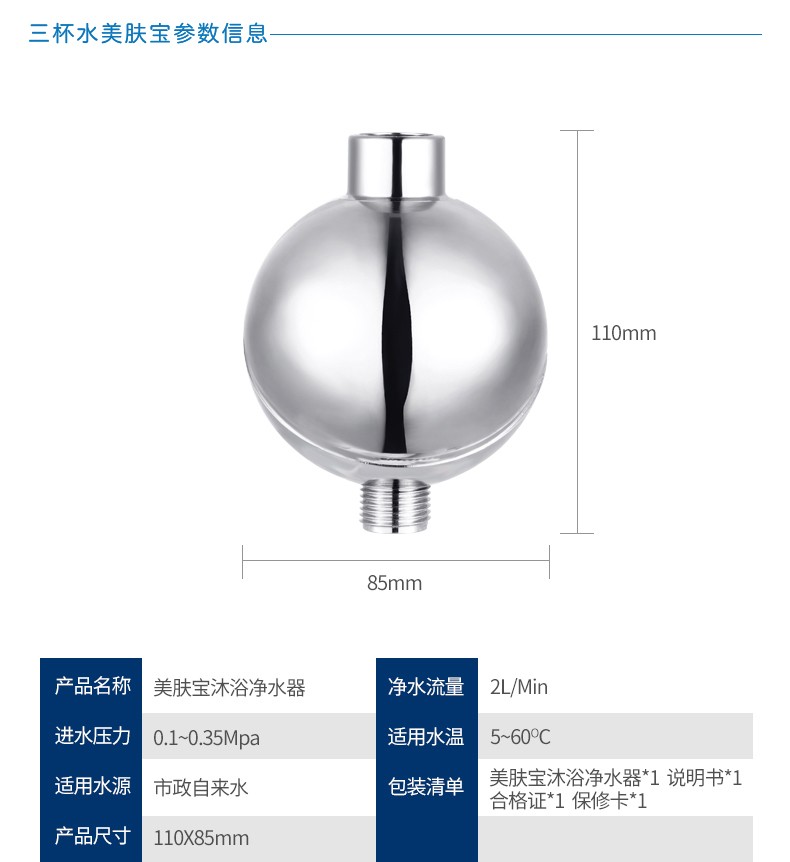 三杯水美肤宝参数信息
110mm
85mm
产品名称 美肤宝沐浴净水器 净水流量 2L/Min
进水压力 0.1~0.35Mpa 适用水温 5~60⁰C
适用水源 市政自来水 包装清单 美肤宝沐浴净水器*1 说明书*1
合格证*1 保修卡*1
产品尺寸 110X85mm